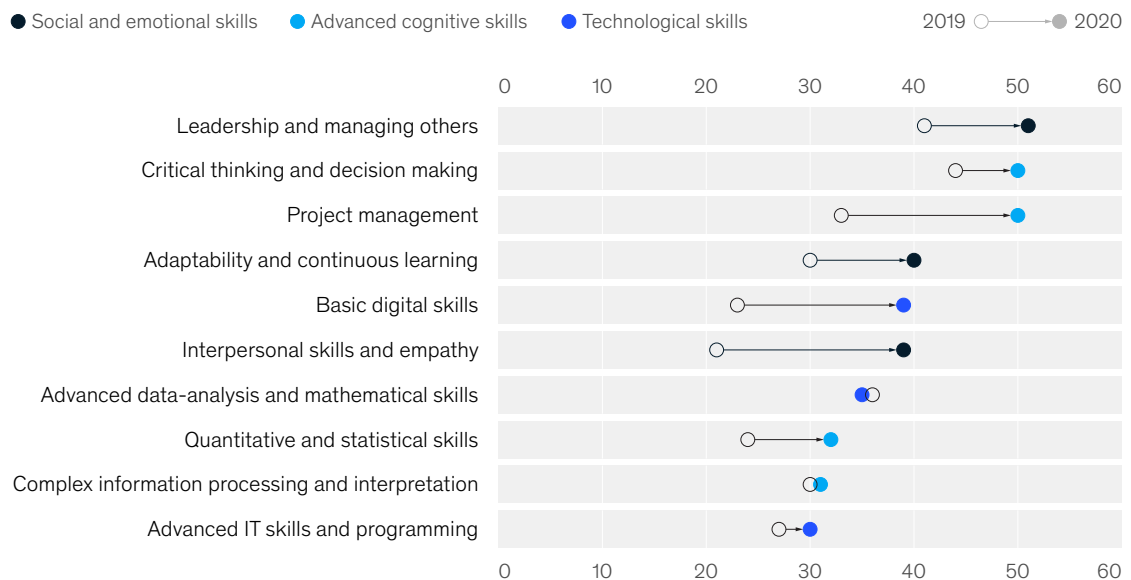 Social and emotional skills Advanced cognitive skills Technological skills 2019 2020
0 10 20 30 40 50 60
Leadership and managing others
Critical thinking and decision making
Project management
Adaptability and continuous learning
Basic digital skills
Interpersonal skills and empathy
Advanced data-analysis and mathematical skills
Quantitative and statistical skills
Complex information processing and interpretation
Advanced IT skills and programming
0 10 20 30 40 50 60